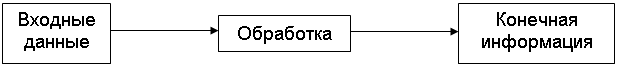 Входные
данные
Обработка
Конечная
информация